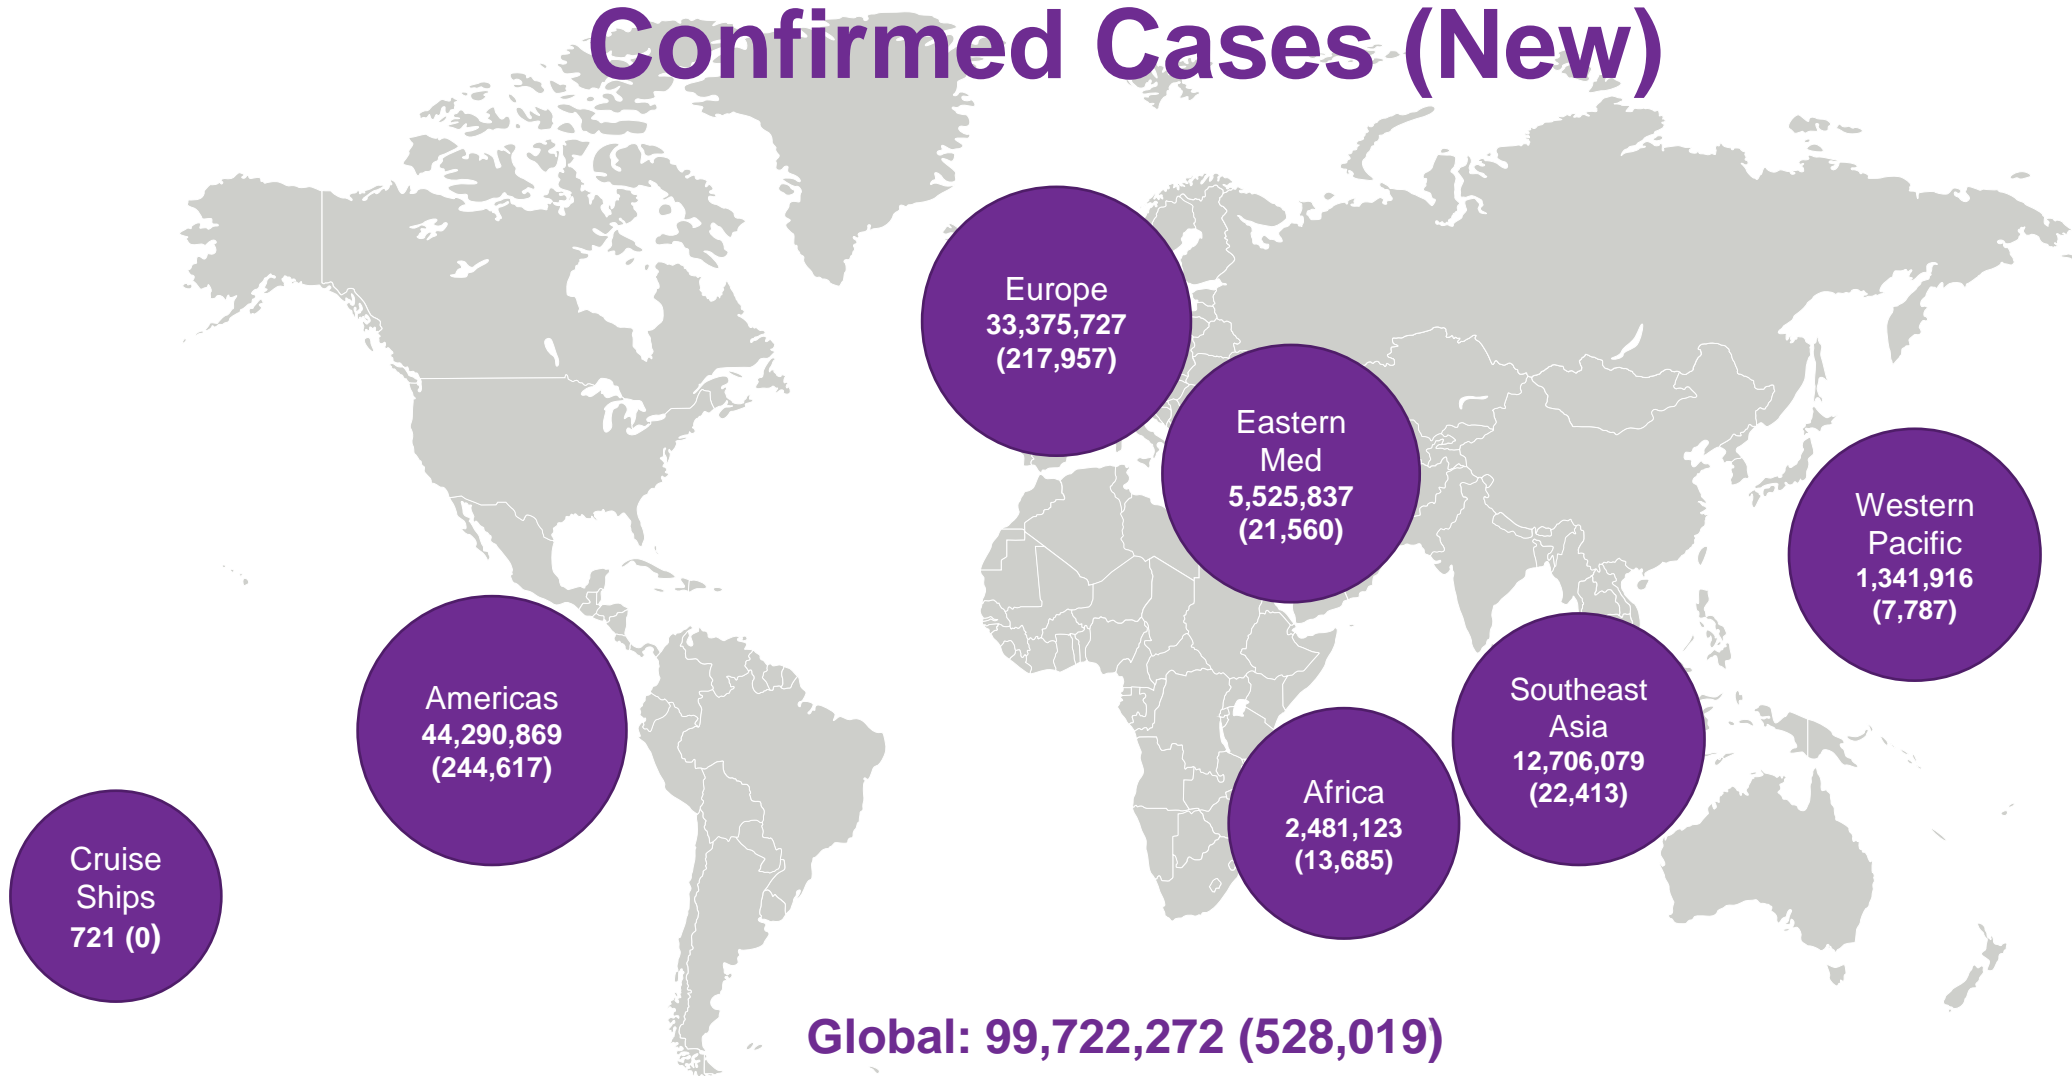 Confirmed Cases (New)
Europe
33,375,727
(217,957)
Eastern
Med
5,525,837
(21,560)
Western
Pacific
1,341,916
(7,787)
Americas
44,290,869
(244,617)
Southeast
Asia
12,706,079
(22,413)
Africa
2,481,123
(13,685)
Cruise
Ships
721 (0)
Global: 99,722,272 (528,019)